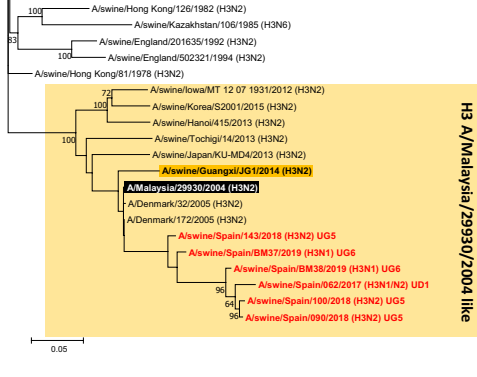 A/swine/Hong Kong/126/1982 (H3N2)
100
A/swine/Kazakhstan/106/1985 (H3N6)
83
A/swine/England/201635/1992 (H3N2)
100
A/swine/England/502321/1994 (H3N2)
A/swine/Hong Kong/81/1978 (H3N2)
72
A/swine/Iowa/MT 12 07 1931/2012 (H3N2)
100
A/swine/Korea/S2001/2015 (H3N2)
A/swine/Hanoi/415/2013 (H3N2)
100
A/swine/Tochigi/14/2013 (H3N2)
A/swine/Japan/KU-MD4/2013 (H3N2)
A/swine/Guangxi/JG1/2014 (H3N2)
A/Malaysia/29930/2004 (H3N2)
A/Denmark/32/2005 (H3N2)
A/Denmark/172/2005 (H3N2)
A/swine/Spain/143/2018 (H3N2) UG5
A/swine/Spain/BM37/2019 (H3N1) UG6
A/swine/Spain/BM38/2019 (H3N1) UG6
96
A/swine/Spain/062/2017 (H3N1/N2) UD1
64
A/swine/Spain/100/2018 (H3N2) UG5
96
A/swine/Spain/090/2018 (H3N2) UG5
H3 A/Malaysia/29930/2004 like
0.05